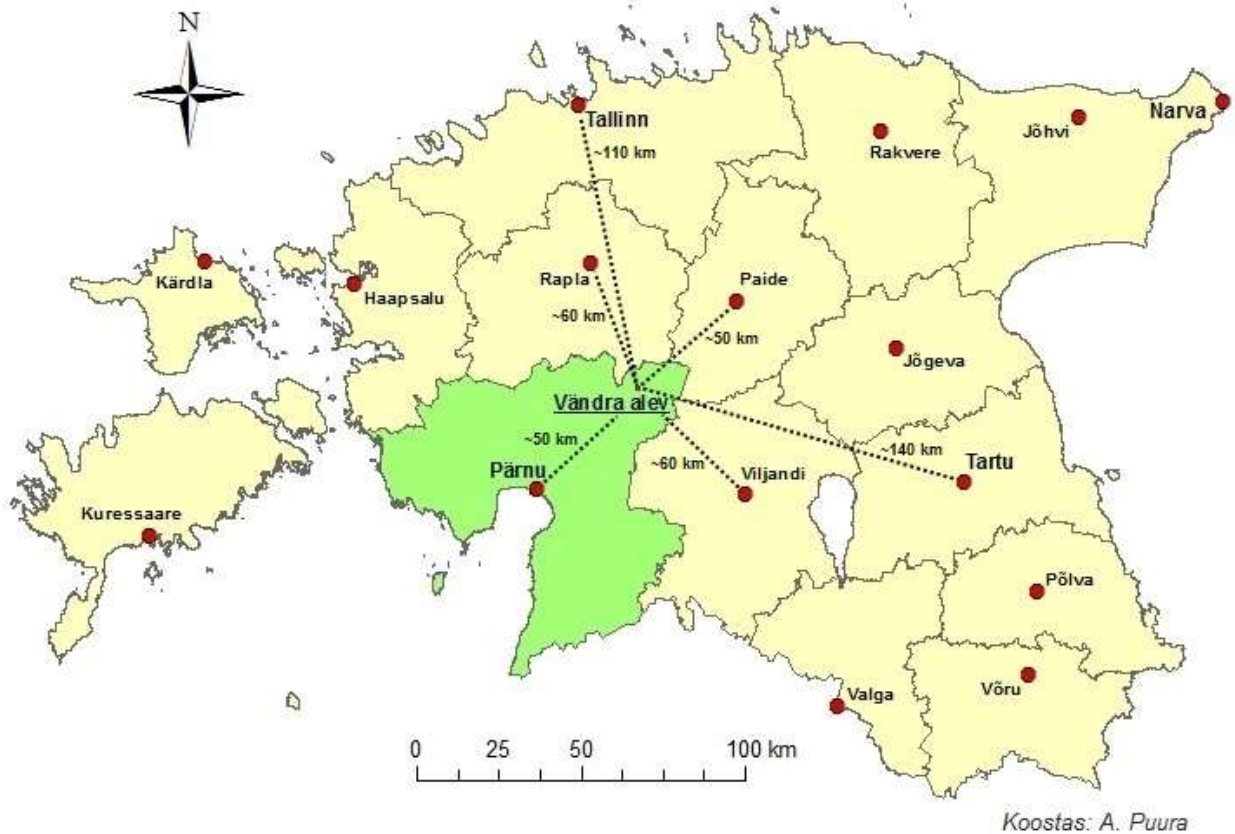 N
Tallinn
~110 km
Narva
Jõhvi
Rakvere
Kärdla
Haapsalu
Rapla
Paide
~60 km
~50 km
Jõgeva
Vändra alev
~50 km
Pärnu
~60 km
Viljandi
~140 km
Tartu
Kuressaare
Põlva
Valga
Võru
0 25 50 100 km
Koostas: A. Puura